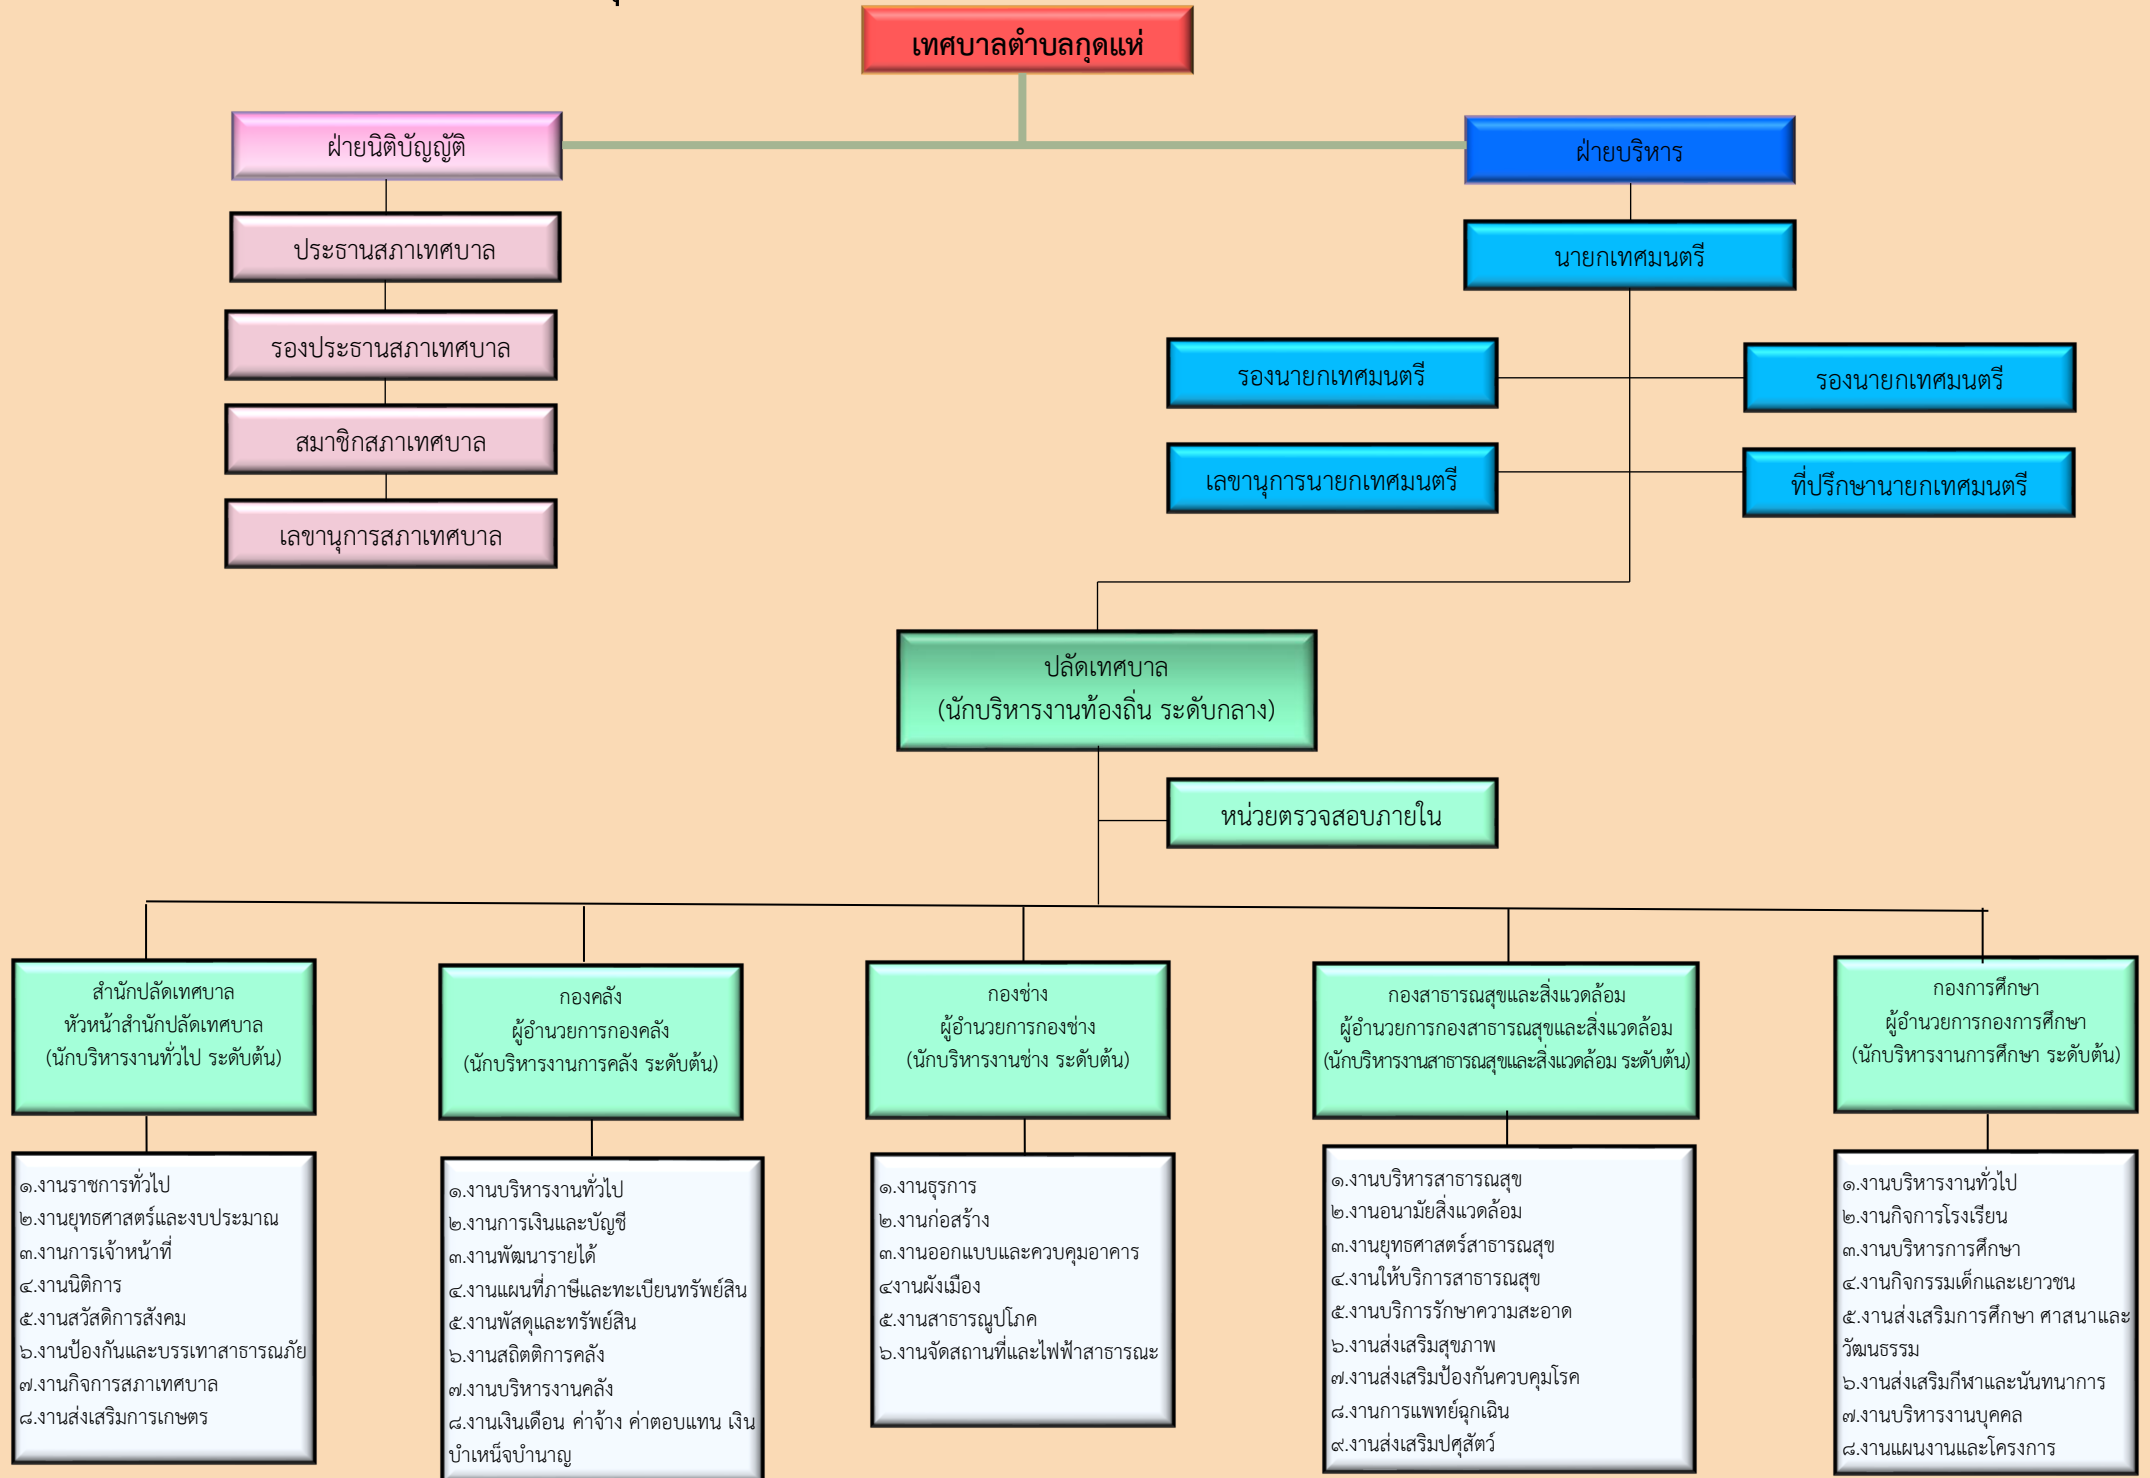 เทศบาลตำบลกุดแห่
ฝ่ายนิติบัญญัติ
ฝ่ายบริหาร
ประธานสภาเทศบาล
รองประธานสภาเทศบาล
สมาชิกสภาเทศบาล
เลขานุการสภาเทศบาล
นายกเทศมนตรี
รองนายกเทศมนตรี
รองนายกเทศมนตรี
เลขานุการนายกเทศมนตรี
ที่ปรึกษานายกเทศมนตรี
ปลัดเทศบาล
(นักบริหารงานท้องถิ่น ระดับกลาง)
หน่วยตรวจสอบภายใน
สำนักปลัดเทศบาล
หัวหน้าสำนักปลัดเทศบาล
(นักบริหารงานทั่วไป ระดับต้น)
กองคลัง
ผู้อำนวยการกองคลัง
(นักบริหารงานการคลัง ระดับต้น)
กองช่าง
ผู้อำนวยการกองช่าง
(นักบริหารงานช่าง ระดับต้น)
กองสาธารณสุขและสิ่งแวดล้อม
ผู้อำนวยการกองสาธารณสุขและสิ่งแวดล้อม
(นักบริหารงานสาธารณสุขและสิ่งแวดล้อม ระดับต้น)
กองการศึกษา
ผู้อำนวยการกองการศึกษา
(นักบริหารงานการศึกษา ระดับต้น)
๑.งานราชการทั่วไป
๒.งานยุทธศาสตร์และงบประมาณ
๓.งานการเจ้าหน้าที่
๔.งานนิติการ
๕.งานสวัสดิการสังคม
๖.งานป้องกันและบรรเทาสาธารณภัย
๗.งานกิจการสภาเทศบาล
๘.งานส่งเสริมการเกษตร
๑.งานบริหารงานทั่วไป
๒.งานการเงินและบัญชี
๓.งานพัฒนารายได้
๔.งานแผนที่ภาษีและทะเบียนทรัพย์สิน
๕.งานพัสดุและทรัพย์สิน
๖.งานสถิตติการคลัง
๗.งานบริหารงานคลัง
๘.งานเงินเดือน ค่าจ้าง ค่าตอบแทน เงิน
บำเหน็จบำนาญ
๑.งานธุรการ
๒.งานก่อสร้าง
๓.งานออกแบบและควบคุมอาคาร
๔งานผังเมือง
๕.งานสาธารณูปโภค
๖.งานจัดสถานที่และไฟฟ้าสาธารณะ
๑.งานบริหารสาธารณสุข
๒.งานอนามัยสิ่งแวดล้อม
๓.งานยุทธศาสตร์สาธารณสุข
๔.งานให้บริการสาธารณสุข
๕.งานบริการรักษาความสะอาด
๖.งานส่งเสริมสุขภาพ
๗.งานส่งเสริมป้องกันควบคุมโรค
๘.งานการแพทย์ฉุกเฉิน
๙.งานส่งเสริมปศุสัตว์
๑.งานบริหารงานทั่วไป
๒.งานกิจการโรงเรียน
๓.งานบริหารการศึกษา
๔.งานกิจกรรมเด็กและเยาวชน
๕.งานส่งเสริมการศึกษา ศาสนาและ
วัฒนธรรม
๖.งานส่งเสริมกีฬาและนันทนาการ
๗.งานบริหารงานบุคคล
๘.งานแผนงานและโครงการ